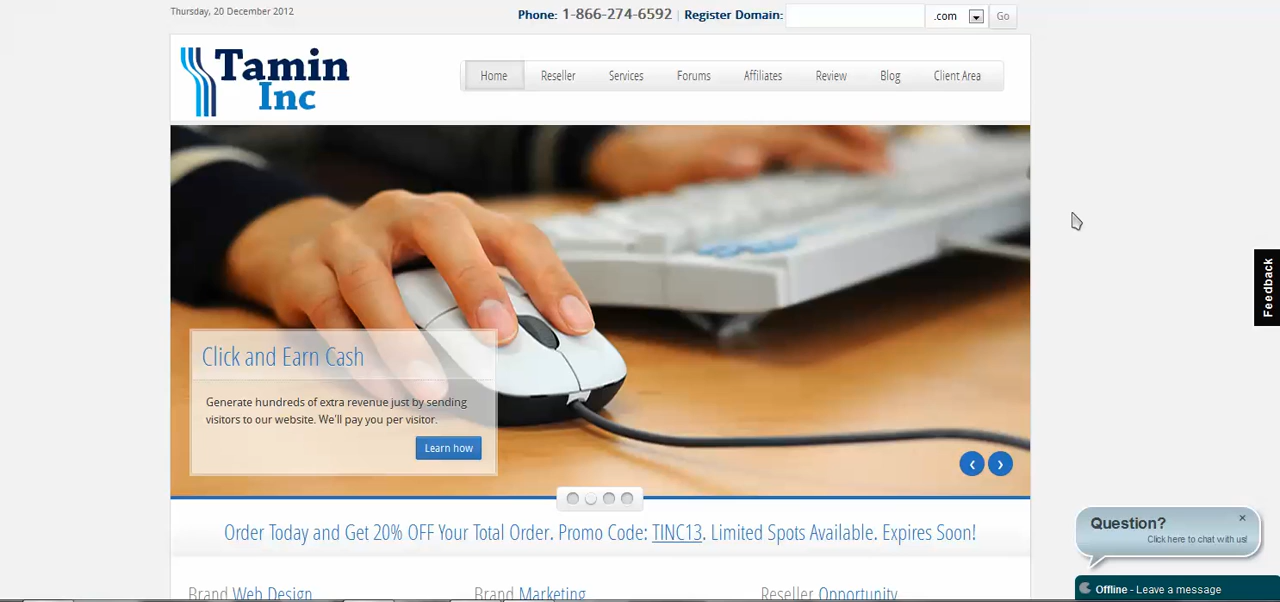 Thursday, 20 December 2012
Phone: 1-866-274-6592 | Register Domain: .com Go
Tamin
Inc
Home Reseller Services Forums Affiliates Review Blog Client Area
Feedback
Click and Earn Cash
Generate hundreds of extra revenue just by sending
visitors to our website. We'll pay you per visitor.
Learn how
Order Today and Get 20% OFF Your Total Order. Promo Code: TINC13. Limited Spots Available. Expires Soon!
Question?
Click here to chat with us!
Offline - Leave a message
Brand Web Design Brand Marketing Reseller Opportunity